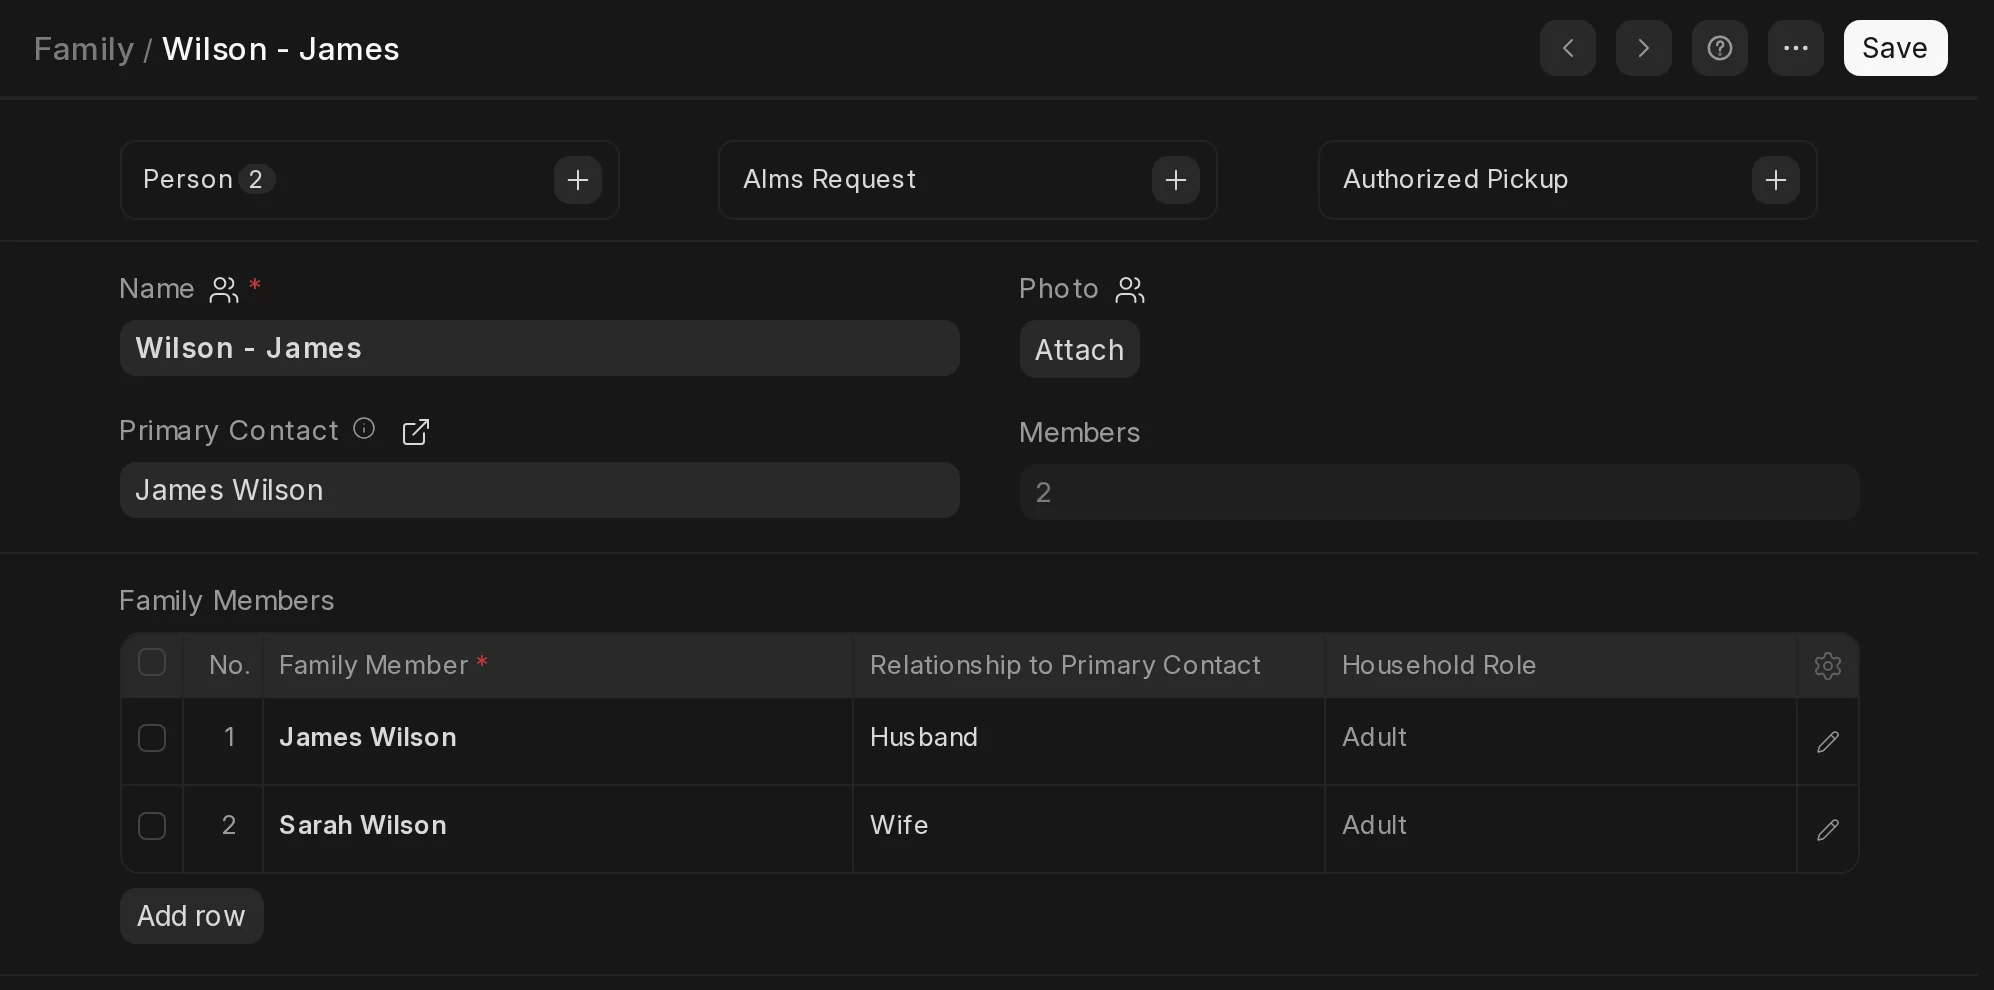 Family / Wilson - James
Save
Person 2
Alms Request
Authorized Pickup
Name *
Photo
Wilson - James
Attach
Primary Contact
Members
James Wilson
2
Family Members
No. Family Member * Relationship to Primary Contact Household Role
1 James Wilson Husband Adult
2 Sarah Wilson Wife Adult
Add row